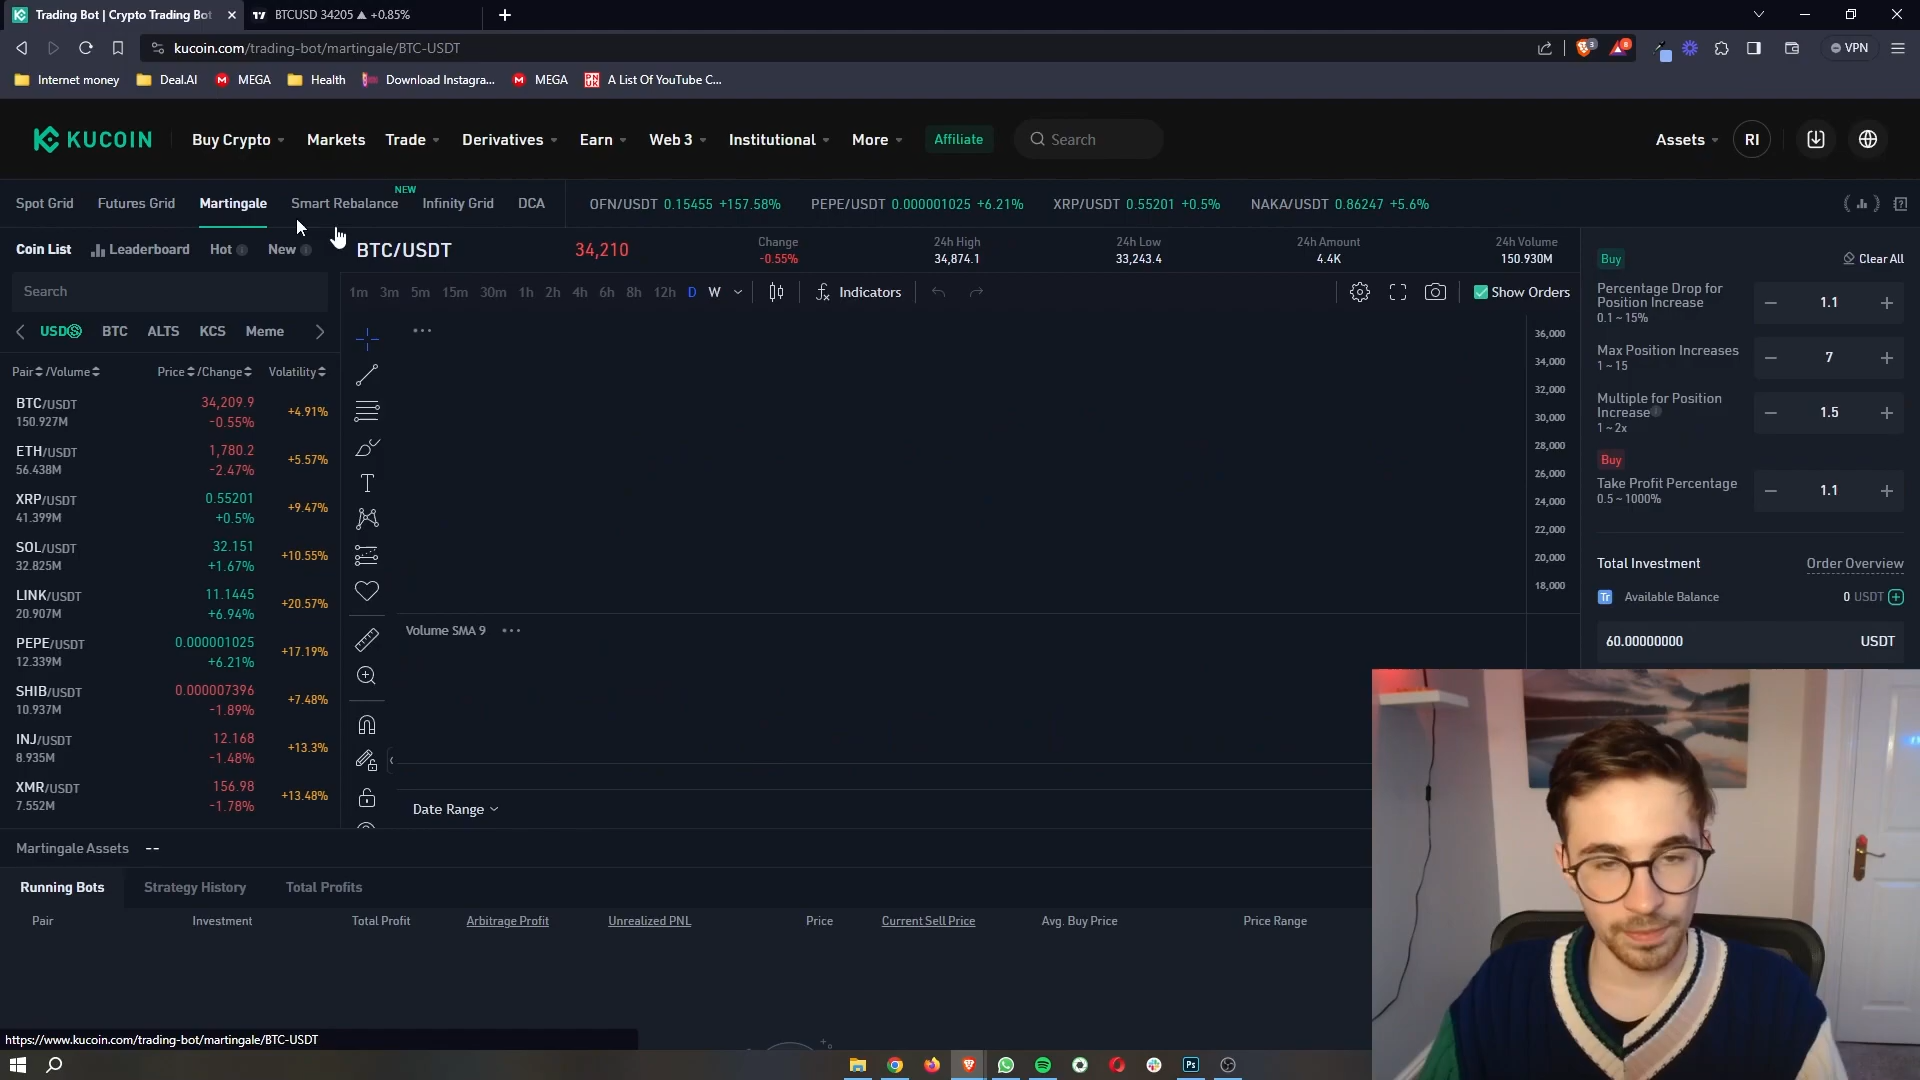 Trading Bot | Crypto Trading Bot
BTCUSD 34205 ▲ +0.85%
kucoin.com/trading-bot/martingale/BTC-USDT
3
8
VPN
Internet money
Deal.AI
MEGA
Health
Download Instagra...
MEGA
A List Of YouTube C...
KUCOIN
Buy Crypto
Markets
Trade
Derivatives
Earn
Web 3
Institutional
More
Affiliate
Search
Assets
RI
Spot Grid
Futures Grid
Martingale
Smart Rebalance
NEW
Infinity Grid
DCA
OFN/USDT 0.15455 +157.58%
PEPE/USDT 0.000001025 +6.21%
XRP/USDT 0.55201 +0.5%
NAKA/USDT 0.86247 +5.6%
Coin List
Leaderboard
Hot
New
Search
USDⓈ
BTC
ALTS
KCS
Meme
Pair /Volume
Price /Change
Volatility
BTC/USDT 34,209.9 +4.91%
150.927M -0.55%
ETH/USDT 1,780.2 +5.57%
56.438M -2.47%
XRP/USDT 0.55201 +9.47%
41.399M +0.5%
SOL/USDT 32.151 +10.55%
32.825M +1.67%
LINK/USDT 11.1445 +20.57%
20.907M +6.94%
PEPE/USDT 0.000001025 +17.19%
12.339M +6.21%
SHIB/USDT 0.000007396 +7.48%
10.937M -1.89%
INJ/USDT 12.168 +13.3%
8.935M -1.48%
XMR/USDT 156.98 +13.48%
7.552M -1.78%
BTC/USDT
34,210
Change
-0.55%
24h High
34,874.1
24h Low
33,243.4
24h Amount
4.4K
24h Volume
150.930M
1m 3m 5m 15m 30m 1h 2h 4h 6h 8h 12h D W
Indicators
Show Orders
36,000
34,000
32,000
30,000
28,000
26,000
24,000
22,000
20,000
18,000
Volume SMA 9
Date Range
Buy
Clear All
Percentage Drop for
Position Increase
0.1 ~ 15%
1.1
Max Position Increases
1 ~ 15
7
Multiple for Position
Increase
1 ~ 2x
1.5
Buy
Take Profit Percentage
0.5 ~ 1000%
1.1
Total Investment
Order Overview
Tr
Available Balance
0 USDT
60.00000000
USDT
Martingale Assets --
Running Bots
Strategy History
Total Profits
Pair
Investment
Total Profit
Arbitrage Profit
Unrealized PNL
Price
Current Sell Price
Avg. Buy Price
Price Range
https://www.kucoin.com/trading-bot/martingale/BTC-USDT
Ps